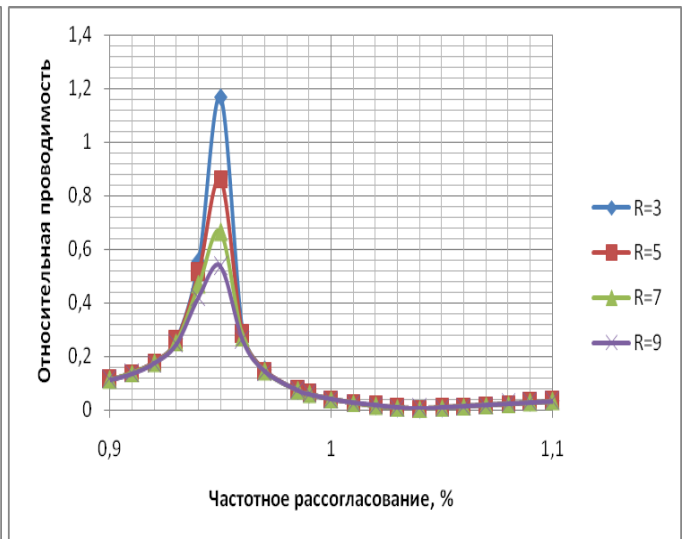 Относительная проводимость
1,4
1,2
1
0,8
0,6
0,4
0,2
0
0,9
1
1,1
Частотное рассогласование, %
R=3
R=5
R=7
R=9